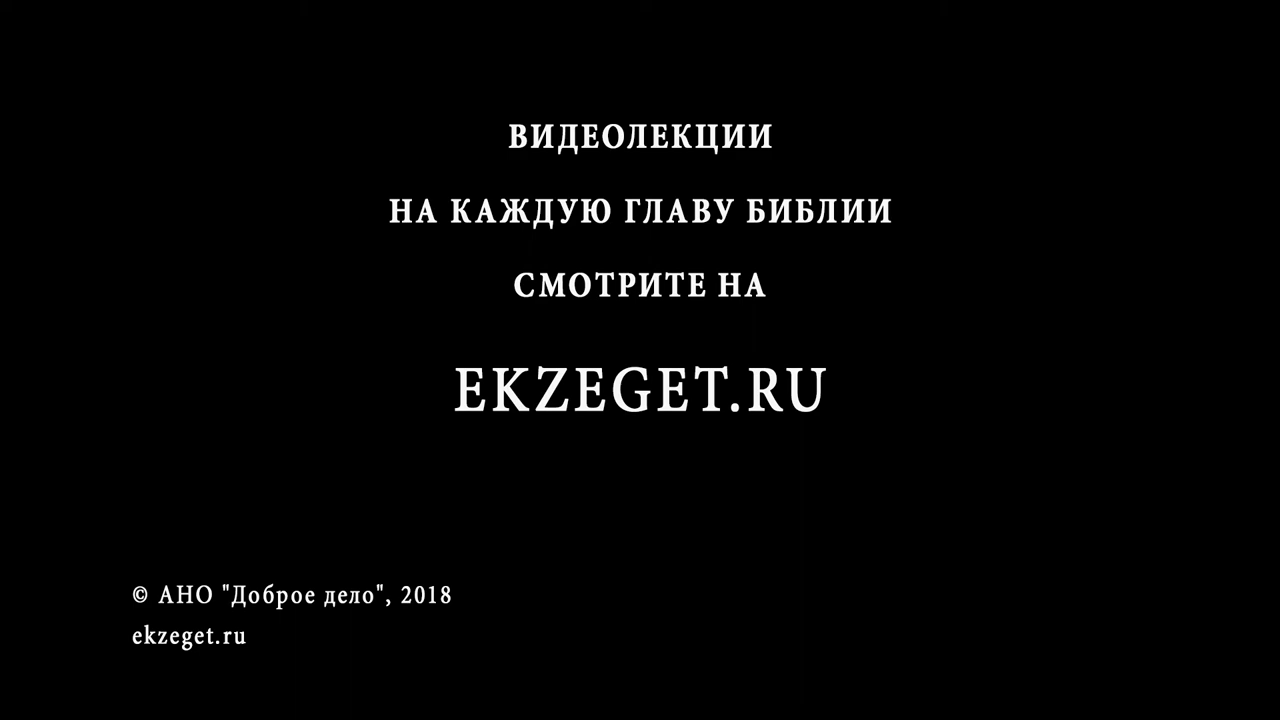 ВИДЕОЛЕКЦИИ
НА КАЖДУЮ ГЛАВУ БИБЛИИ
СМОТРИТЕ НА
EKZEGET.RU
© АНО "Доброе дело", 2018
ekzeget.ru